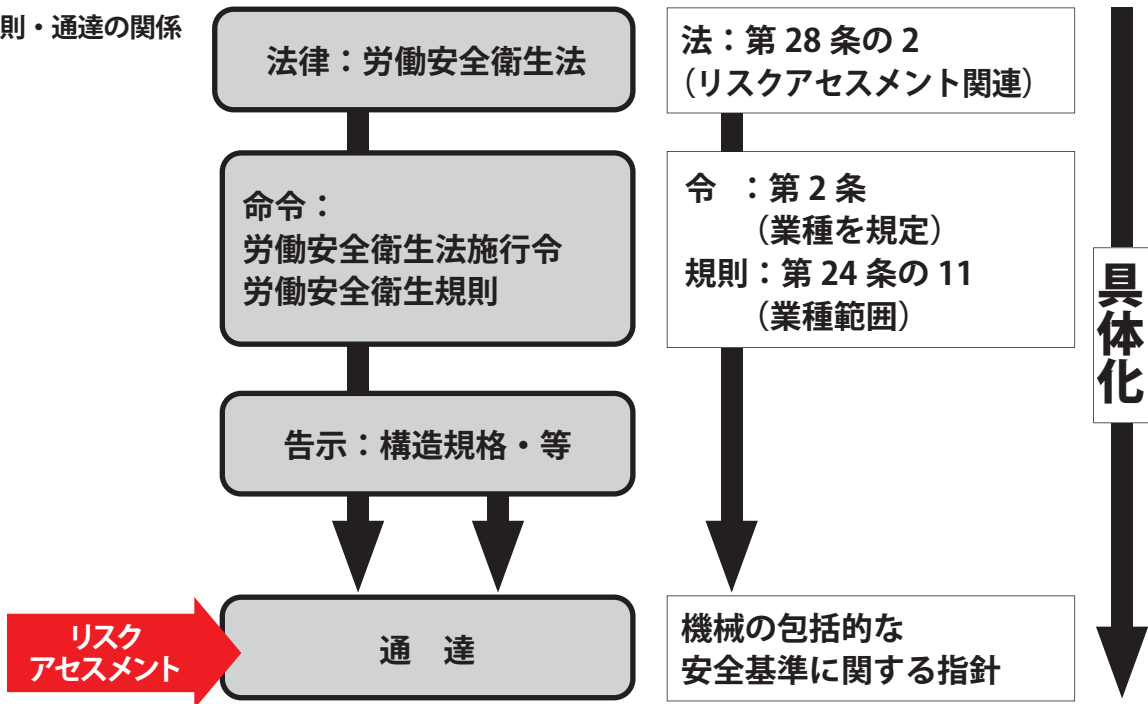 則・通達の関係
法律：労働安全衛生法
法：第 28 条の 2
（リスクアセスメント関連）
命令：
労働安全衛生法施行令
労働安全衛生規則
令　：第 2 条
（業種を規定）
規則：第 24 条の 11
（業種範囲）
具体化
告示：構造規格・等
リスク
アセスメント
通　達
機械の包括的な
安全基準に関する指針